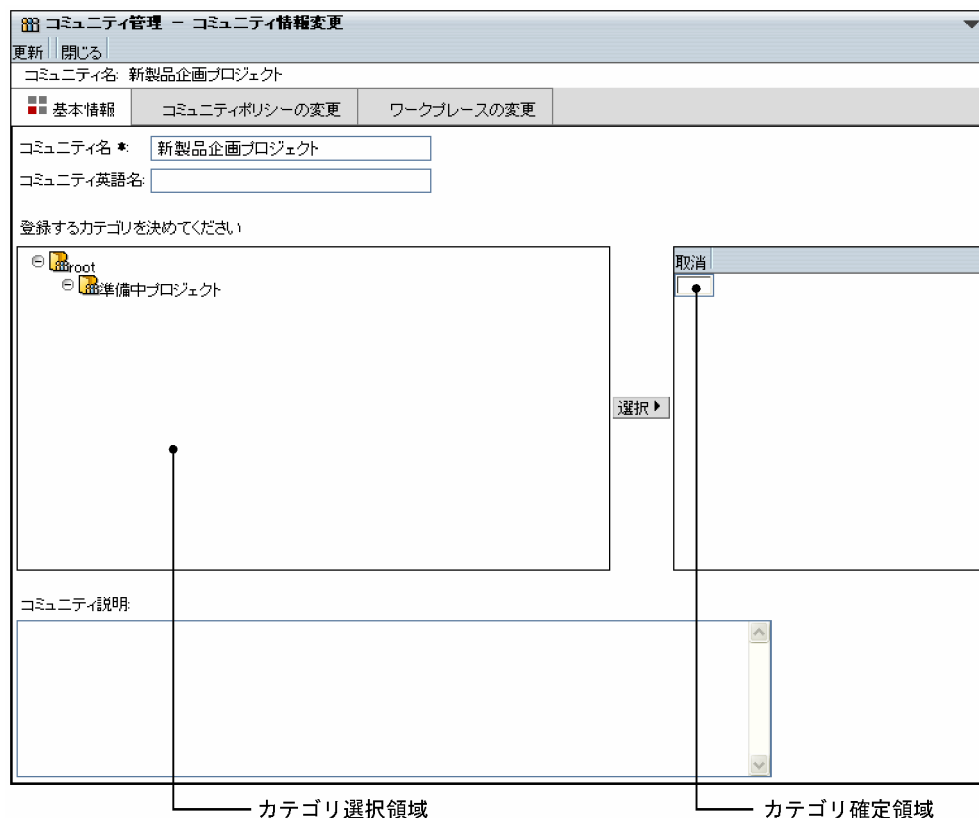 コミュニティ管理 － コミュニティ情報変更
更新 閉じる
コミュニティ名: 新製品企画プロジェクト
基本情報 コミュニティポリシーの変更 ワークプレースの変更
コミュニティ名 *: 新製品企画プロジェクト
コミュニティ英語名:
登録するカテゴリを決めてください
root
準備中プロジェクト
取消
選択
コミュニティ説明:
カテゴリ選択領域 カテゴリ確定領域